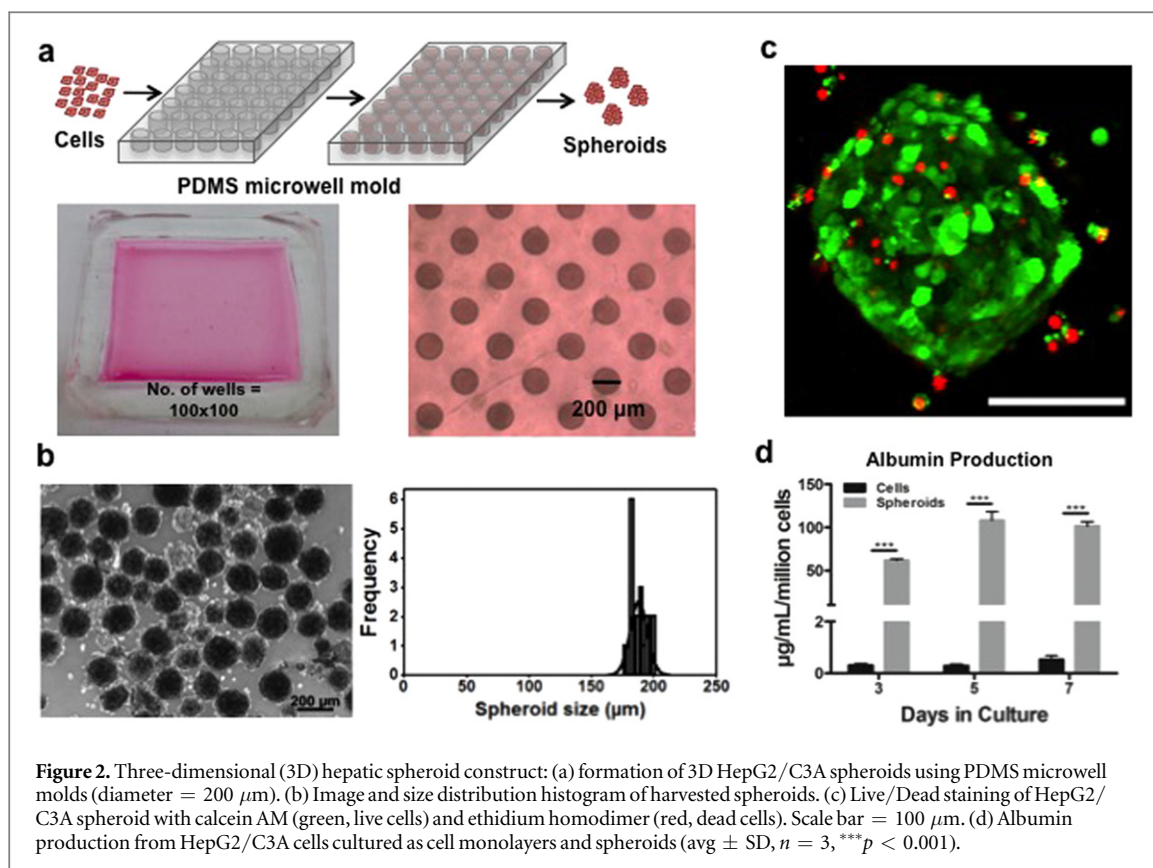 a
Cells
Spheroids
PDMS microwell mold
No. of wells =
100x100
200 µm
b
200 µm
Frequency
6
5
4
3
2
1
0
0 50 100 150 200 250
Spheroid size (µm)
c
d
Albumin Production
Cells
Spheroids
µg/mL/million cells
150
100
50
2
0
***
***
***
3 5 7
Days in Culture
Figure 2. Three-dimensional (3D) hepatic spheroid construct: (a) formation of 3D HepG2/C3A spheroids using PDMS microwell
molds (diameter = 200 μm). (b) Image and size distribution histogram of harvested spheroids. (c) Live/Dead staining of HepG2/
C3A spheroid with calcein AM (green, live cells) and ethidium homodimer (red, dead cells). Scale bar = 100 μm. (d) Albumin
production from HepG2/C3A cells cultured as cell monolayers and spheroids (avg ± SD, n = 3, ***p < 0.001).